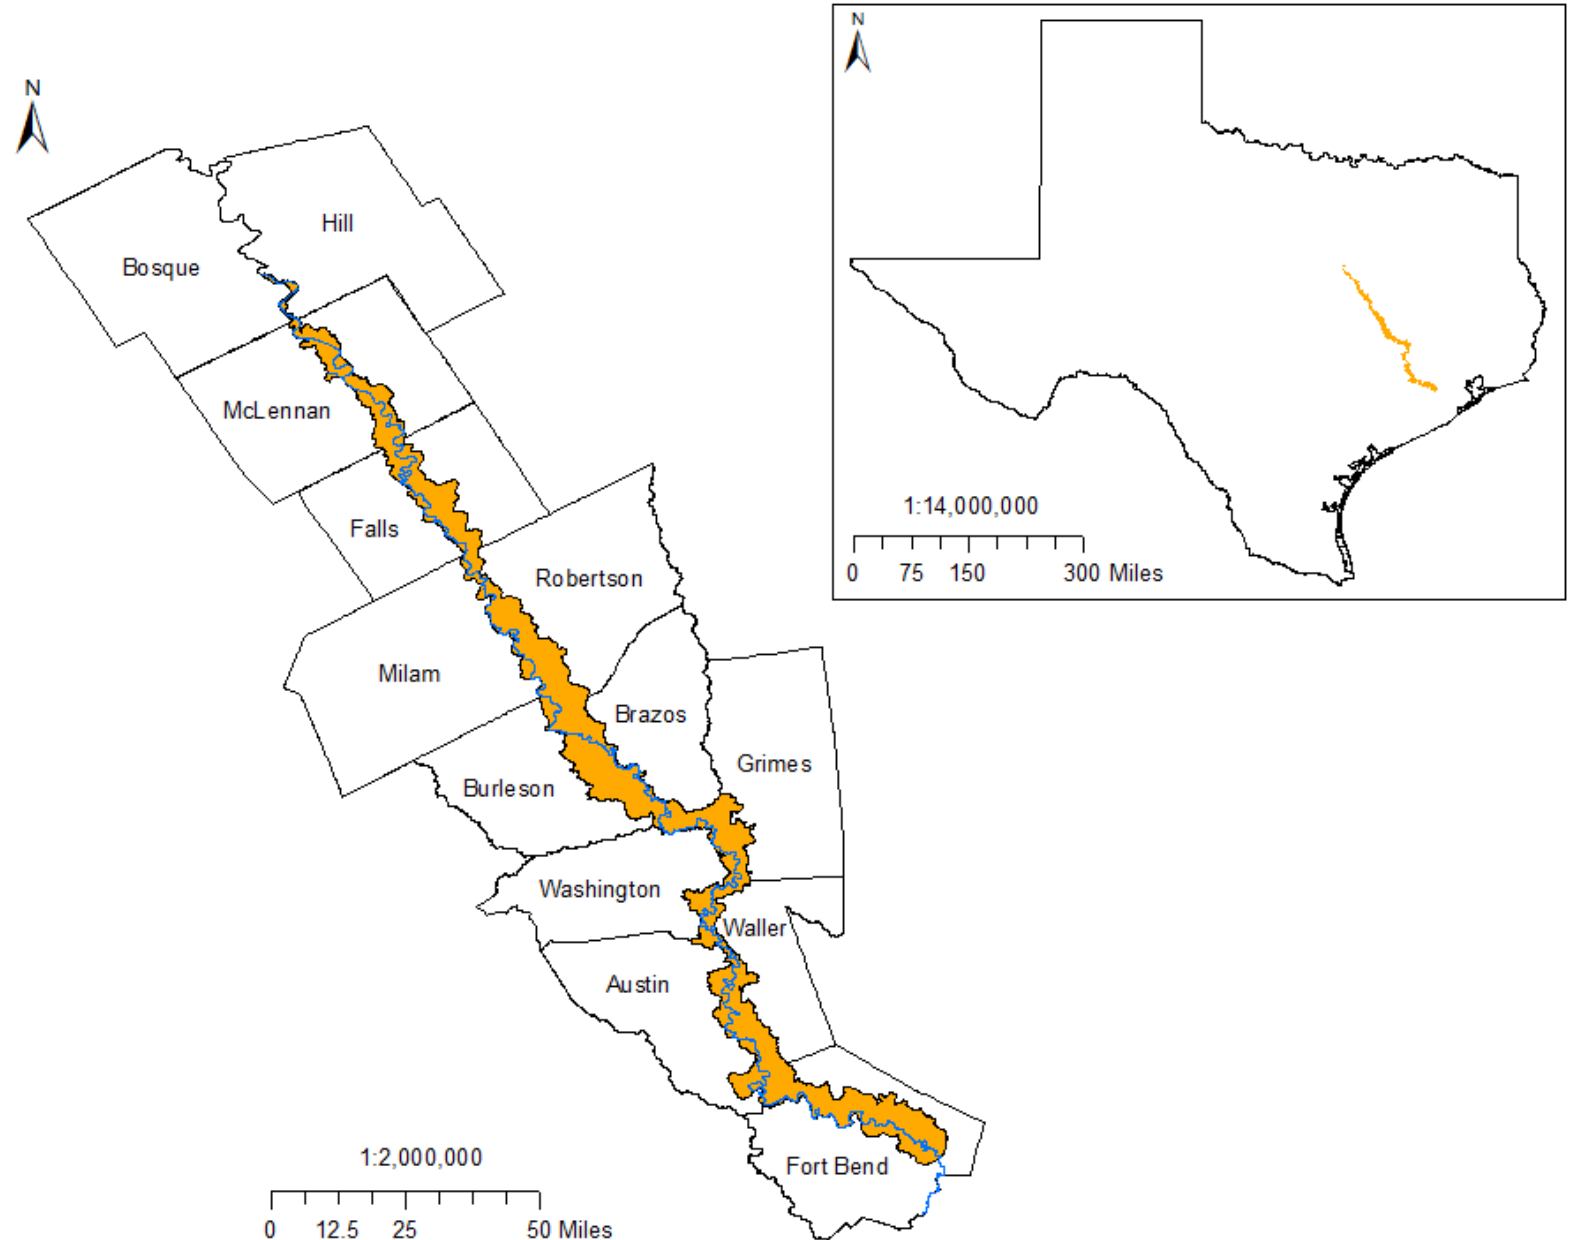 N
N
Hill
Bosque
McLennan
Falls
Robertson
Milam
Brazos
Grimes
Burleson
Washington
Waller
Austin
Fort Bend
1:14,000,000
0 75 150 300 Miles
1:2,000,000
0 12.5 25 50 Miles